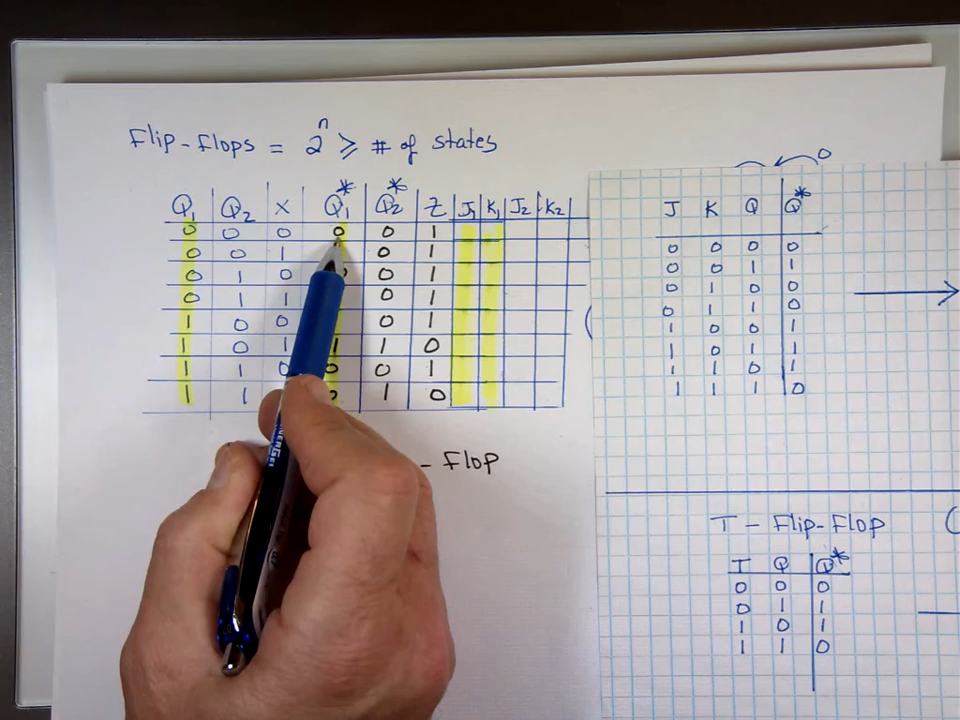 Flip-Flops = 2ⁿ ≥ # of states
Q₁ Q₂ X Q₁* Q₂* Z J₁ K₁ J₂ K₂
0 0 0 0 0 1
0 0 1 0 1
0 1 0 0 0 1
0 1 1 0 1
1 0 0 0 1
1 0 1 1 1 0
1 1 0 0 0 1
1 1 0 1 0
- Flop
0
J K Q Q*
0 0 0 0
0 0 1 1
0 1 0 0
0 1 1 0
1 0 0 1
1 0 1 1
1 1 0 1
1 1 1 0
T - Flip-Flop
T Q Q*
0 0 0
0 1 1
1 0 1
1 1 0